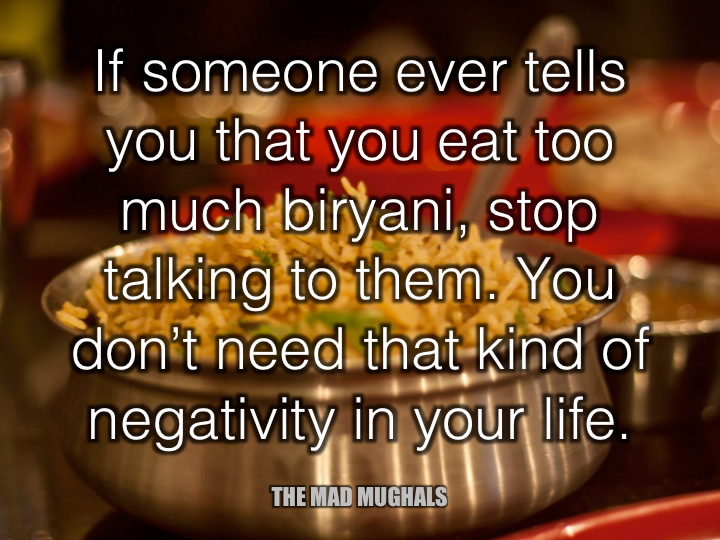 If someone ever tells
you that you eat too
much biryani, stop
talking to them. You
don’t need that kind of
negativity in your life.
THE MAD MUGHALS